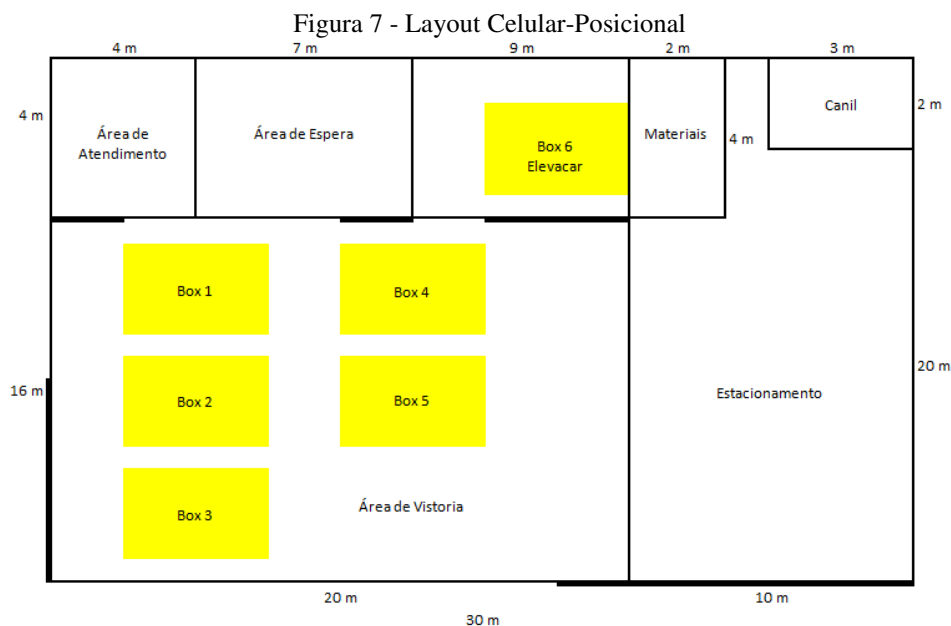 Figura 7 - Layout Celular-Posicional
4 m
7 m
9 m
2 m
3 m
4 m
Área de
Atendimento
Área de Espera
Box 6
Elevacar
Materiais
4 m
Canil
2 m
Box 1
Box 4
16 m
Box 2
Box 5
Estacionamento
20 m
Box 3
Área de Vistoria
20 m
10 m
30 m